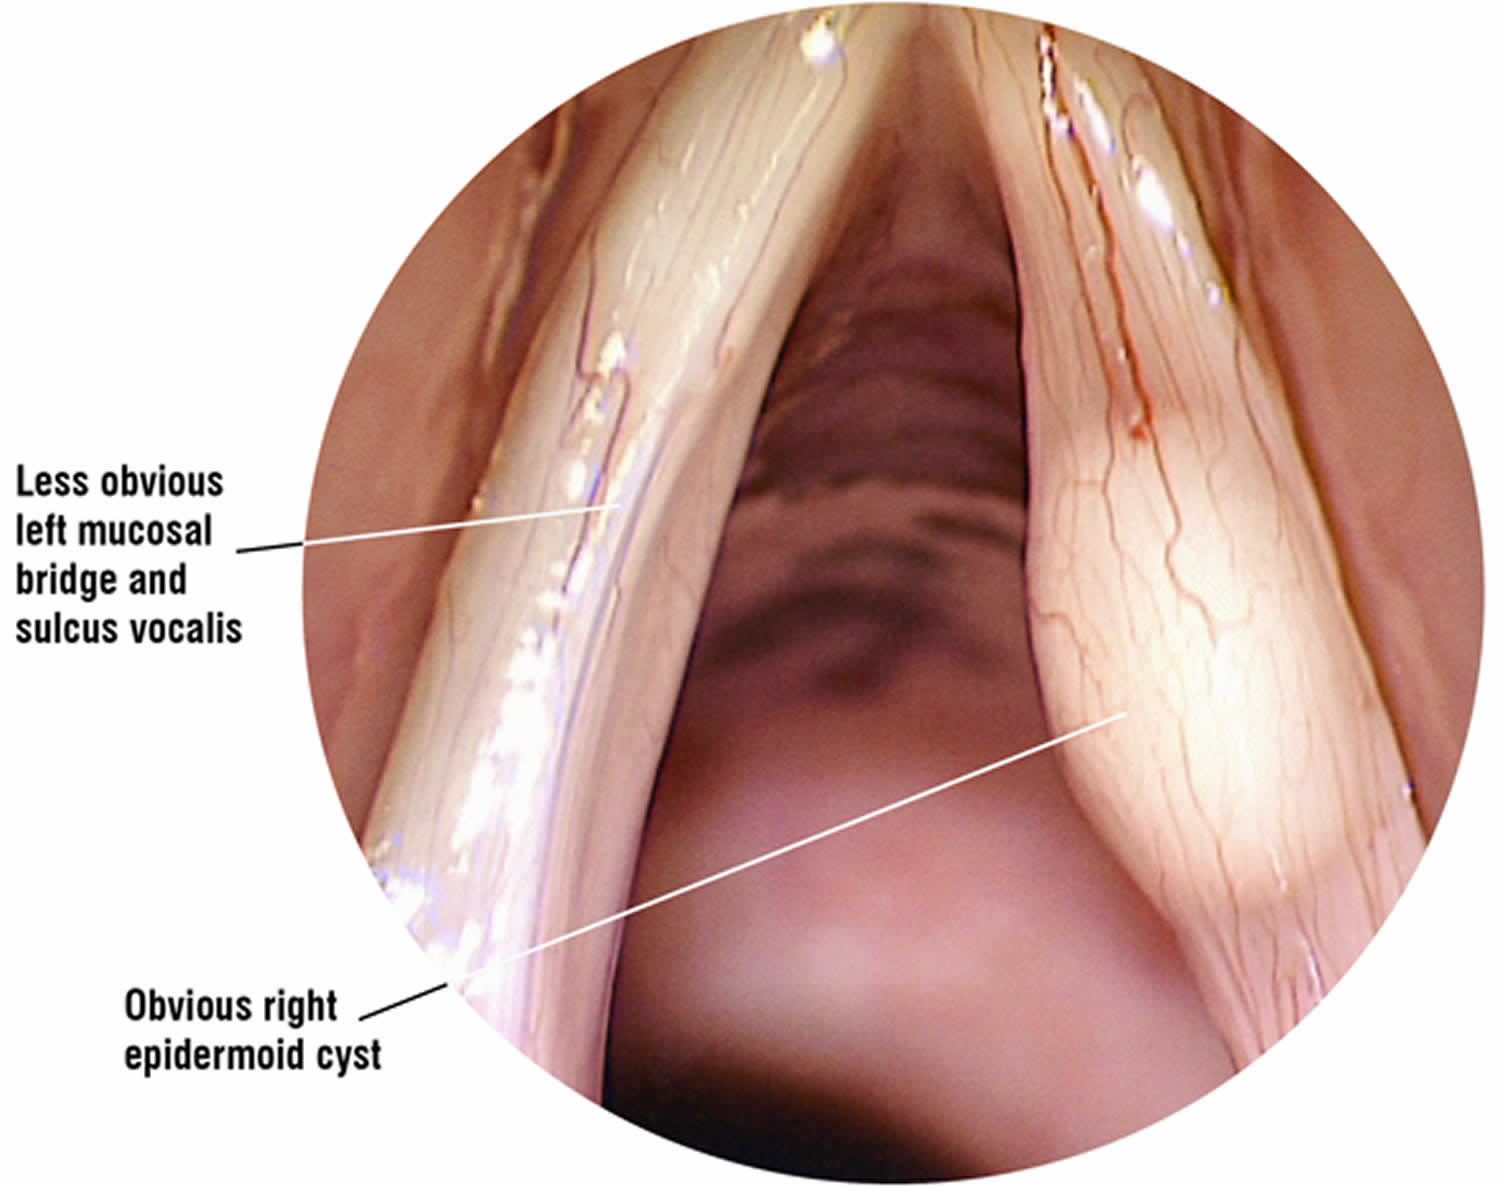 Less obvious
left mucosal
bridge and
sulcus vocalis
Obvious right
epidermoid cyst